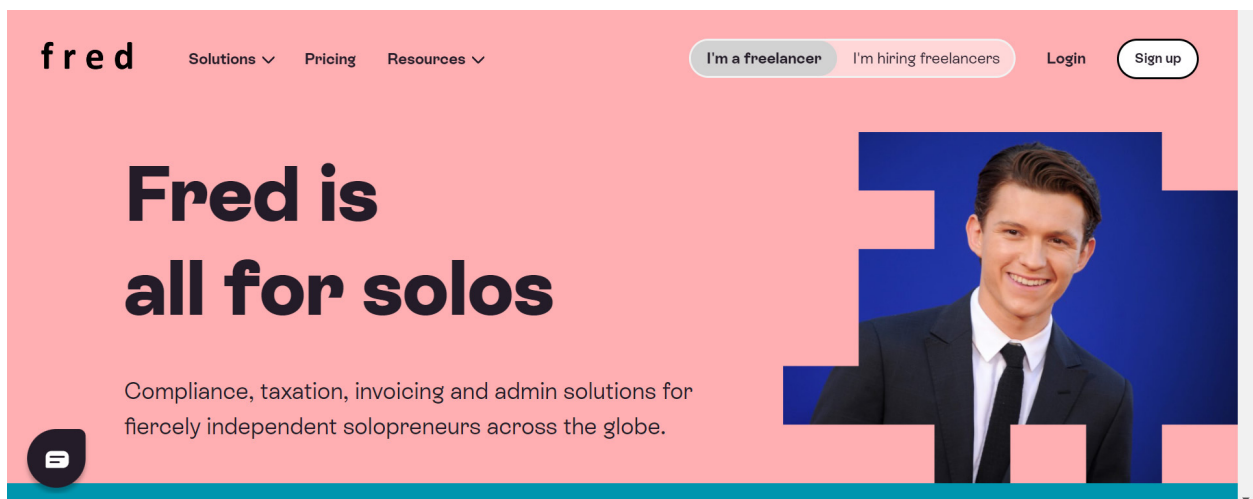 fred
Solutions
Pricing
Resources
I'm a freelancer
I'm hiring freelancers
Login
Sign up
Fred is
all for solos
Compliance, taxation, invoicing and admin solutions for
fiercely independent solopreneurs across the globe.